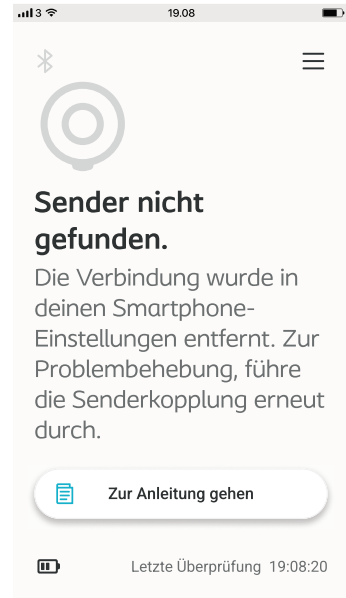 3 19.08
Sender nicht
gefunden.
Die Verbindung wurde in
deinen Smartphone-
Einstellungen entfernt. Zur
Problembehebung, führe
die Senderkopplung erneut
durch.
Zur Anleitung gehen
Letzte Überprüfung 19:08:20